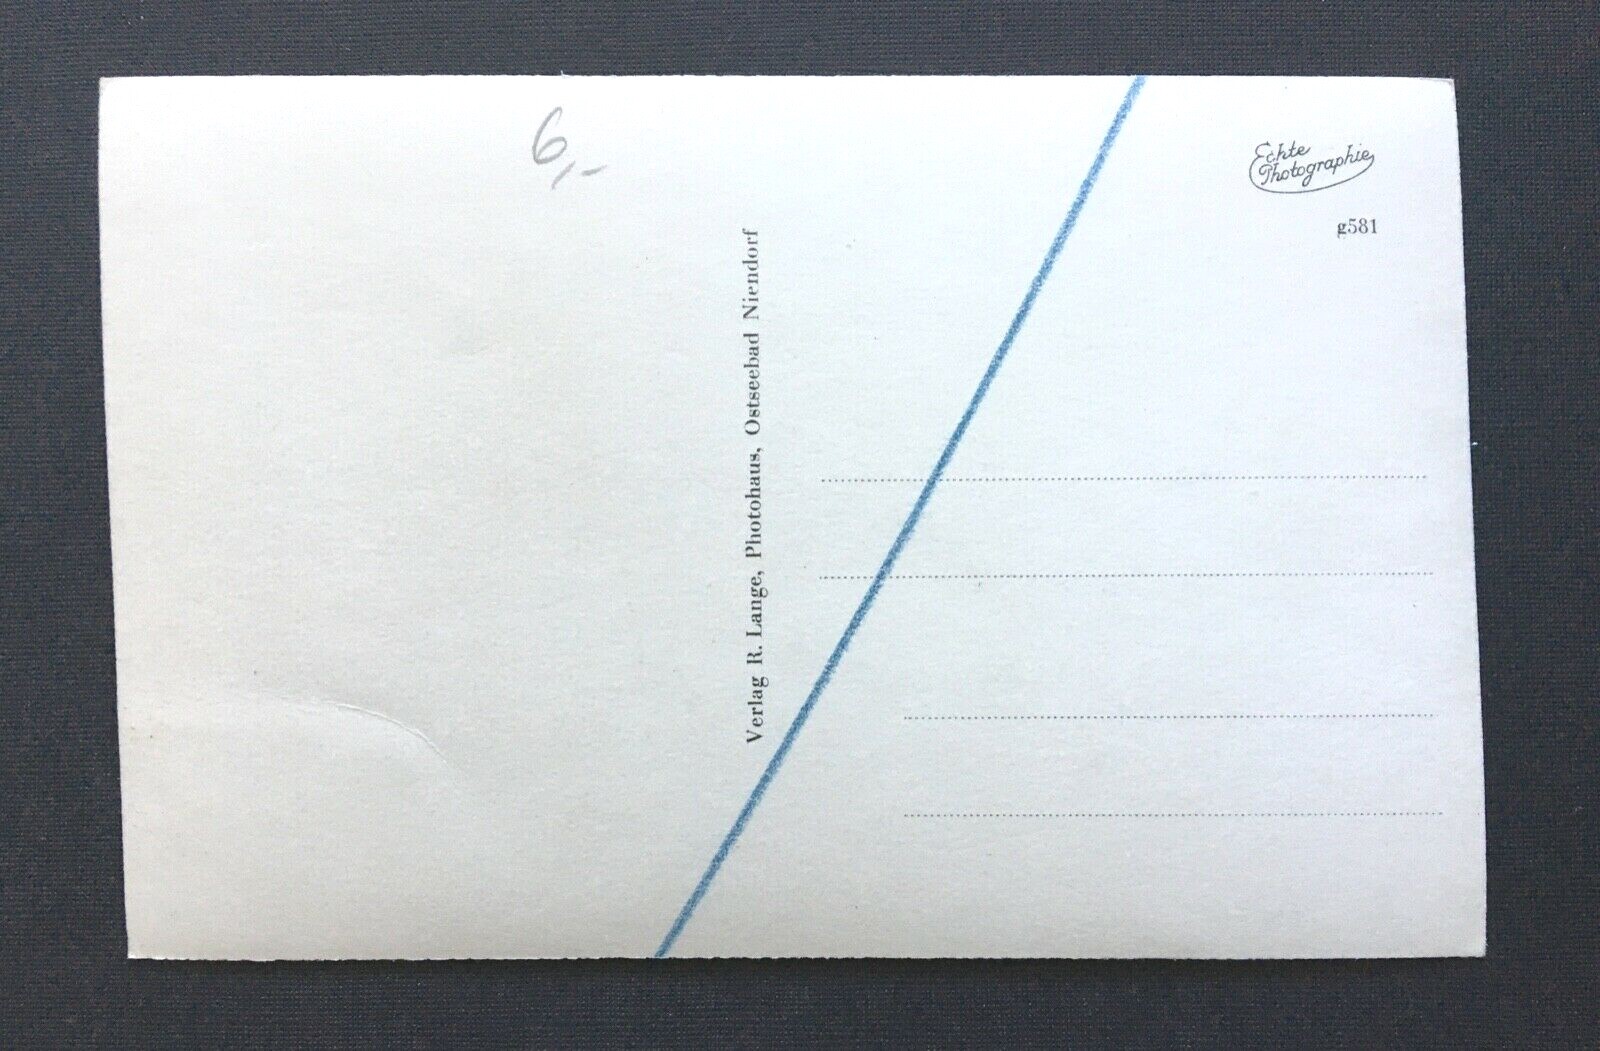 6,-
Echte
Photographie
g581
Verlag R. Lange, Photohaus, Ostseebad Niendorf